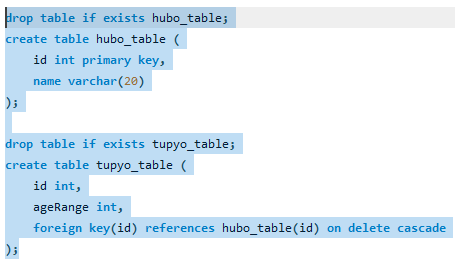 drop table if exists hubo_table;
create table hubo_table (
    id int primary key,
    name varchar(20)
);

drop table if exists tupyo_table;
create table tupyo_table (
    id int,
    ageRange int,
    foreign key(id) references hubo_table(id) on delete cascade
);